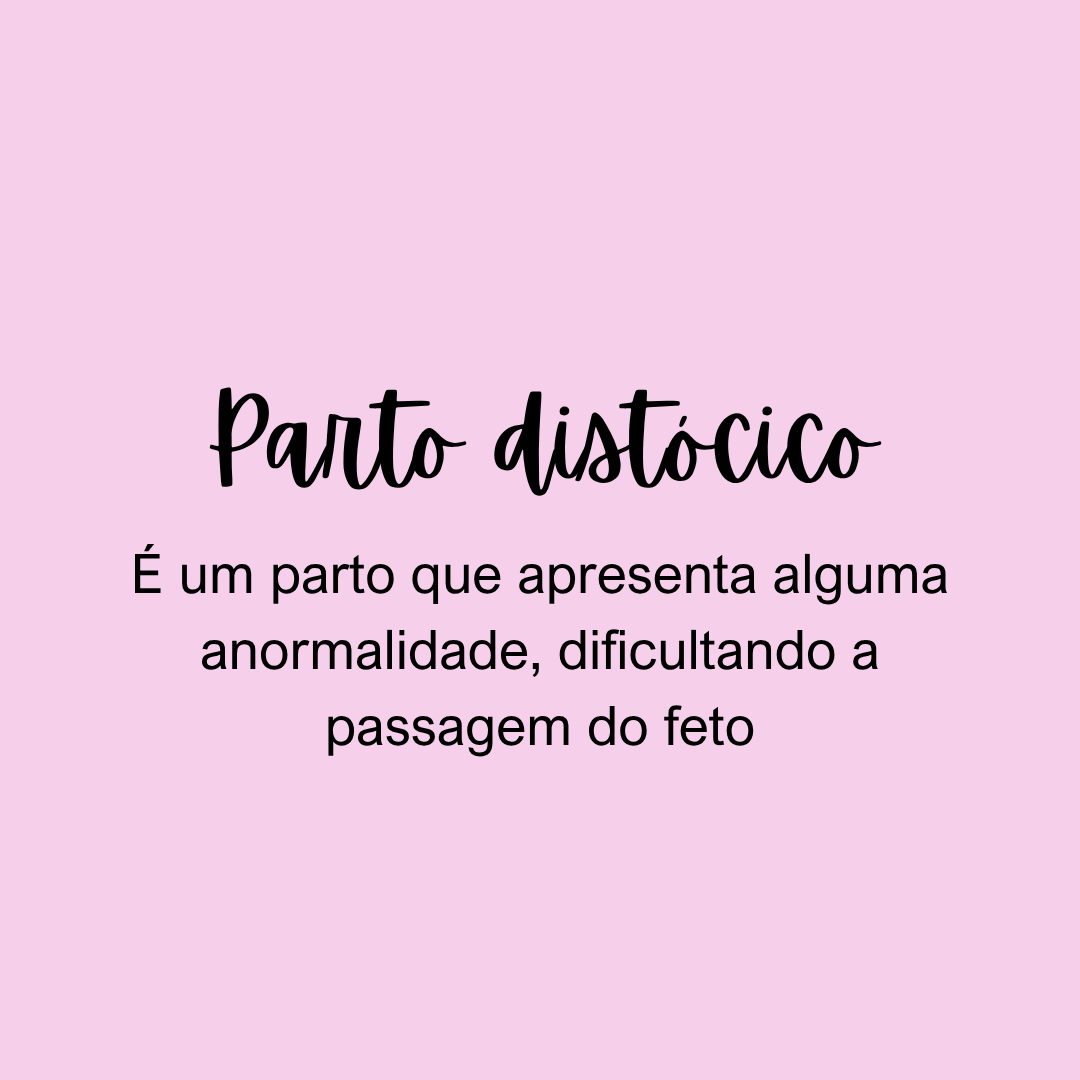 Parto distócico
É um parto que apresenta alguma
anormalidade, dificultando a
passagem do feto